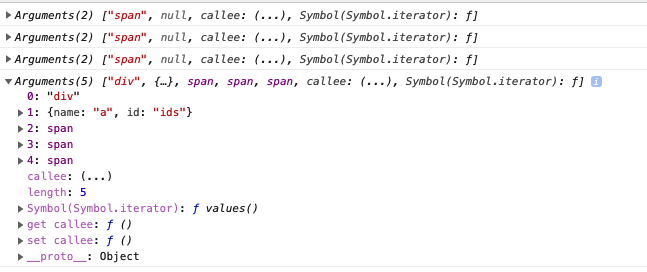 Arguments(2) ["span", null, callee: (...), Symbol(Symbol.iterator): ƒ]
Arguments(2) ["span", null, callee: (...), Symbol(Symbol.iterator): ƒ]
Arguments(2) ["span", null, callee: (...), Symbol(Symbol.iterator): ƒ]
Arguments(5) ["div", {…}, span, span, span, callee: (...), Symbol(Symbol.iterator): ƒ] i
0: "div"
1: {name: "a", id: "ids"}
2: span
3: span
4: span
callee: (...)
length: 5
Symbol(Symbol.iterator): ƒ values()
get callee: ƒ ()
set callee: ƒ ()
__proto__: Object